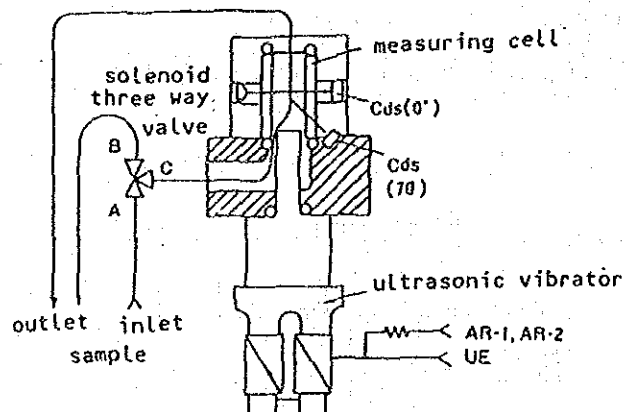 measuring cell
solenoid
three way
valve
Cds(0°)
B
C
Cds
(70)
A
ultrasonic vibrator
outlet
inlet
sample
AR-1, AR-2
UE